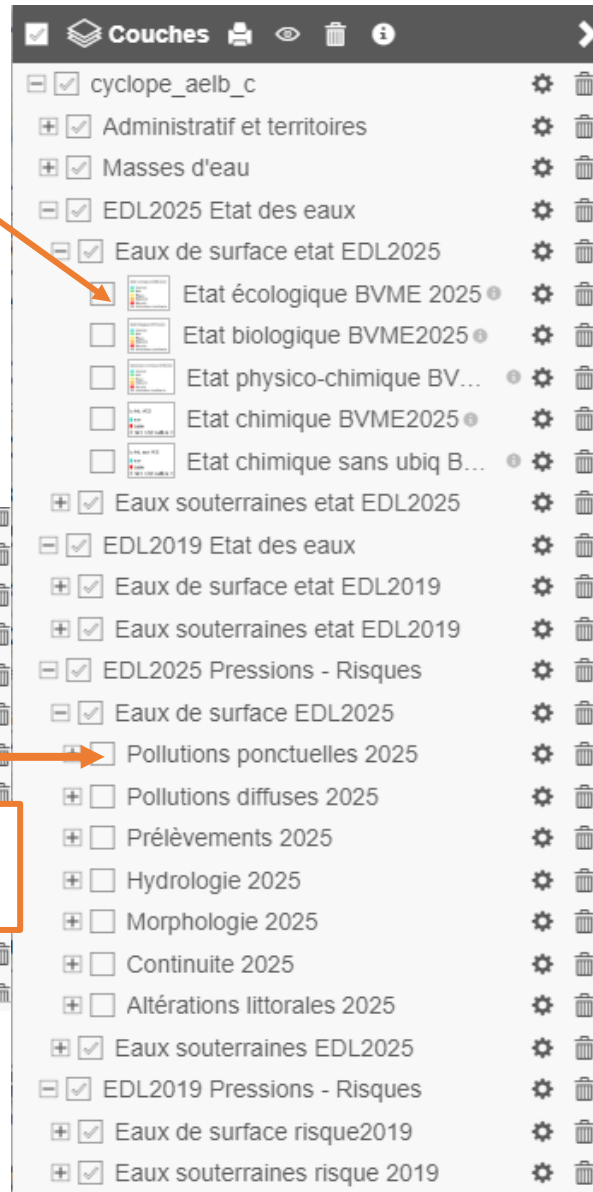 Couches
cyclope_aelb_c
Administratif et territoires
Masses d'eau
EDL2025 Etat des eaux
Eaux de surface etat EDL2025
Etat écologique BVME 2025
Etat biologique BVME2025
Etat physico-chimique BV...
Etat chimique BVME2025
Etat chimique sans ubiq B...
Eaux souterraines etat EDL2025
EDL2019 Etat des eaux
Eaux de surface etat EDL2019
Eaux souterraines etat EDL2019
EDL2025 Pressions - Risques
Eaux de surface EDL2025
Pollutions ponctuelles 2025
Pollutions diffuses 2025
Prélèvements 2025
Hydrologie 2025
Morphologie 2025
Continuite 2025
Altérations littorales 2025
Eaux souterraines EDL2025
EDL2019 Pressions - Risques
Eaux de surface risque2019
Eaux souterraines risque 2019